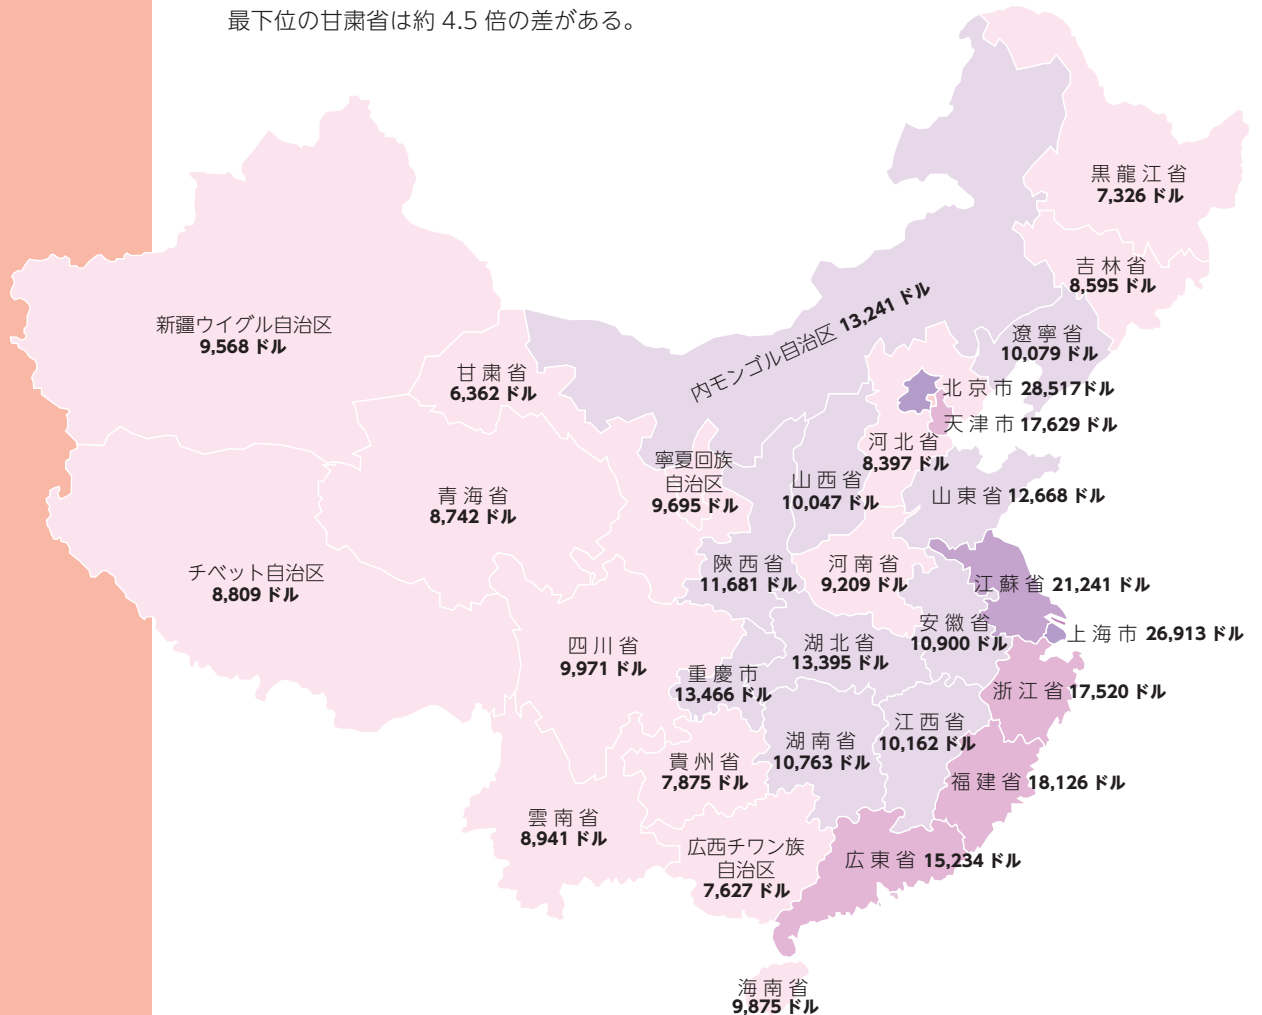 最下位の甘粛省は約 4.5 倍の差がある。
黒龍江省
7,326 ドル
吉林省
8,595 ドル
新疆ウイグル自治区
9,568 ドル
内モンゴル自治区 13,241 ドル
遼寧省
10,079 ドル
甘粛省
6,362 ドル
北京市 28,517ドル
天津市 17,629 ドル
河北省
8,397 ドル
寧夏回族
自治区
9,695 ドル
山西省
10,047 ドル
山東省 12,668 ドル
青海省
8,742 ドル
チベット自治区
8,809 ドル
陝西省
11,681 ドル
河南省
9,209 ドル
江蘇省 21,241 ドル
安徽省
10,900 ドル
上海市 26,913 ドル
四川省
9,971 ドル
湖北省
13,395 ドル
重慶市
13,466 ドル
浙江省 17,520 ドル
江西省
10,162 ドル
湖南省
10,763 ドル
貴州省
7,875 ドル
福建省 18,126 ドル
雲南省
8,941 ドル
広西チワン族
自治区
7,627 ドル
広東省 15,234 ドル
海南省
9,875 ドル